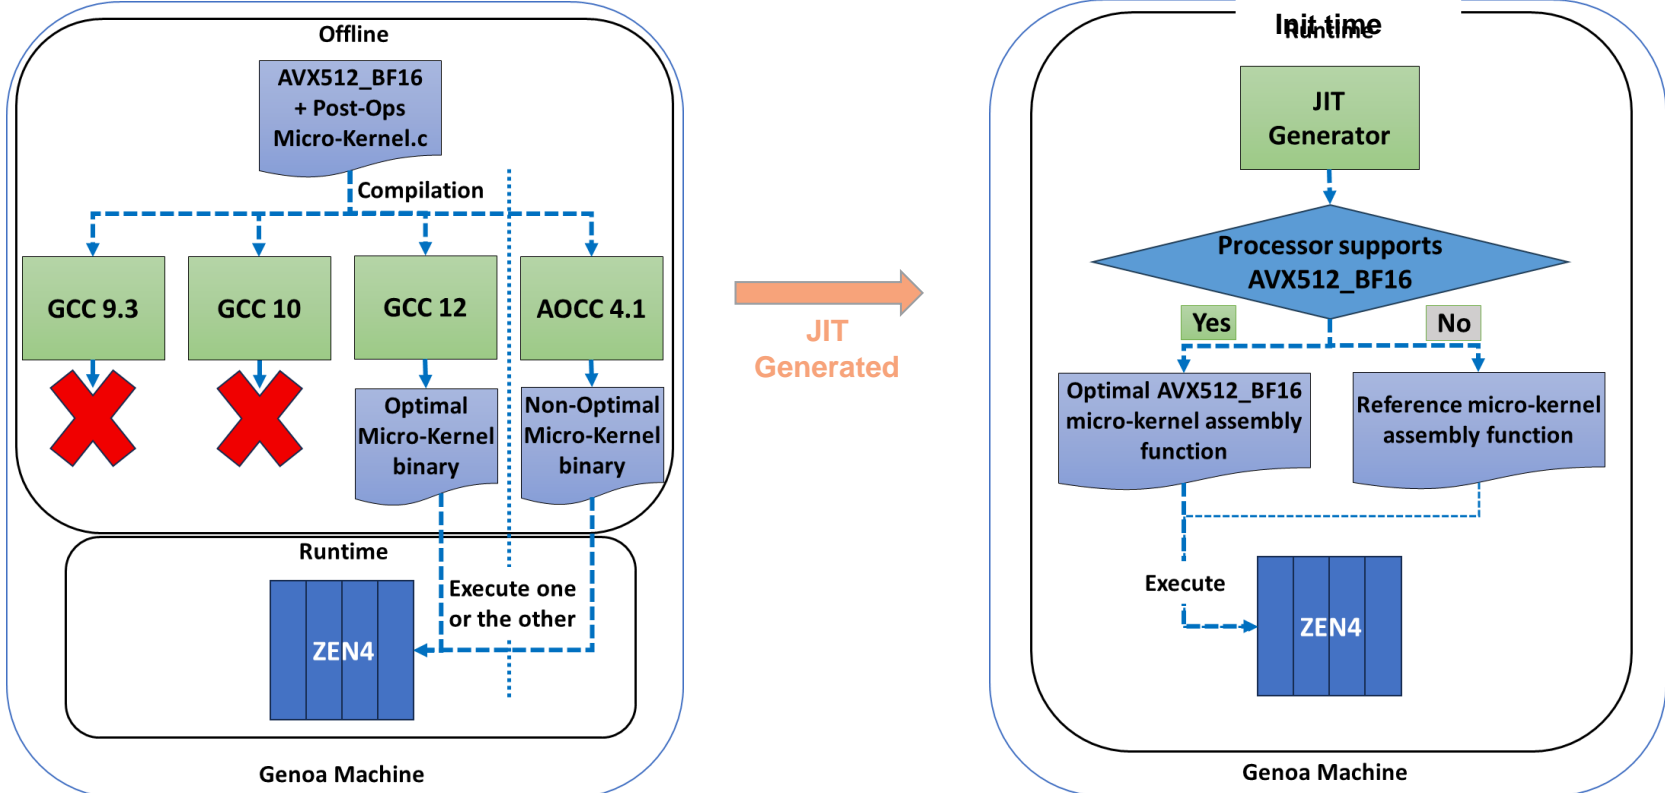 Offline
AVX512_BF16
+ Post-Ops
Micro-Kernel.c
Compilation
GCC 9.3
GCC 10
GCC 12
AOCC 4.1
Optimal
Micro-Kernel
binary
Non-Optimal
Micro-Kernel
binary
Runtime
Execute one
or the other
ZEN4
Genoa Machine
JIT
Generated
Init time
Runtime
JIT
Generator
Processor supports
AVX512_BF16
Yes
No
Optimal AVX512_BF16
micro-kernel assembly
function
Reference micro-kernel
assembly function
Execute
ZEN4
Genoa Machine